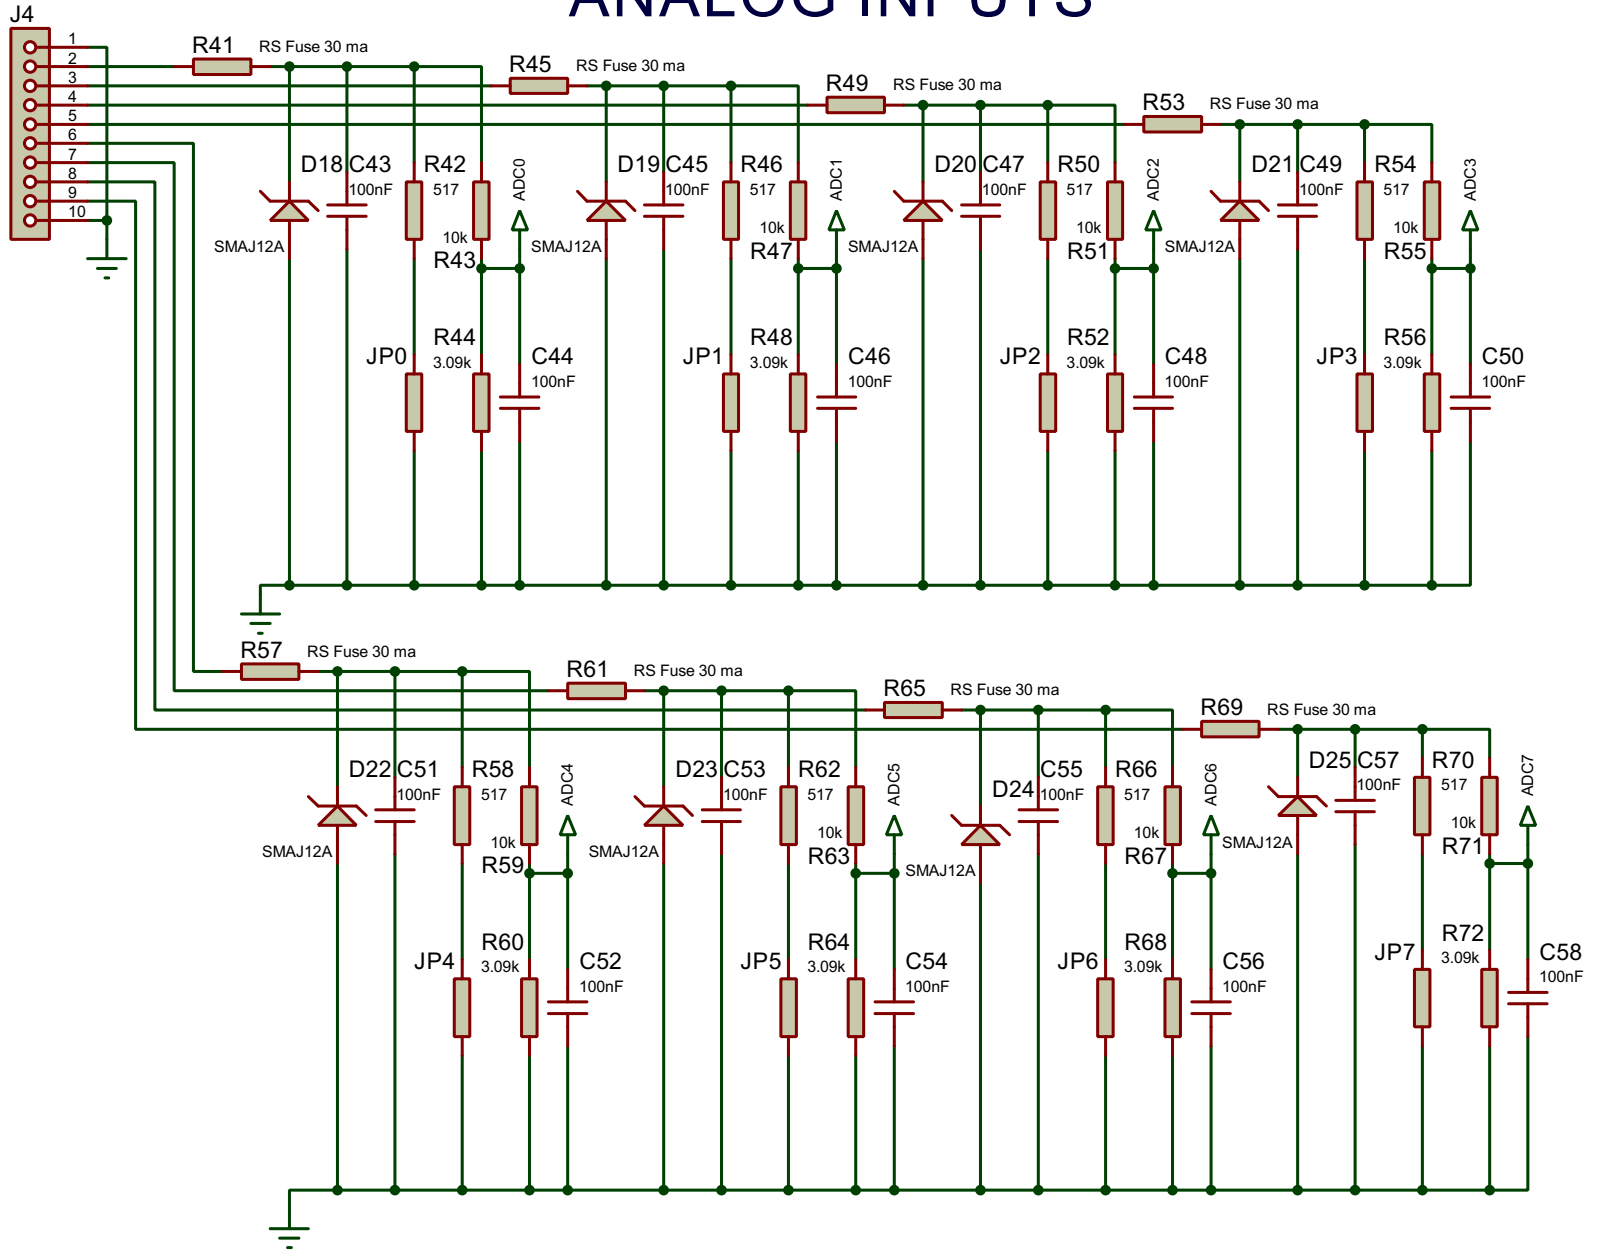 ANALOG INPUTS
J4
1
2
3
4
5
6
7
8
9
10
R41 RS Fuse 30 ma
R45 RS Fuse 30 ma
R49 RS Fuse 30 ma
R53 RS Fuse 30 ma
D18 C43 R42 ADC0
100nF 517
10k
SMAJ12A R43
R44
JP0 3.09k C44
100nF
D19 C45 R46 ADC1
100nF 517
10k
SMAJ12A R47
R48
JP1 3.09k C46
100nF
D20 C47 R50 ADC2
100nF 517
10k
SMAJ12A R51
R52
JP2 3.09k C48
100nF
D21 C49 R54 ADC3
100nF 517
10k
SMAJ12A R55
R56
JP3 3.09k C50
100nF
R57 RS Fuse 30 ma
R61 RS Fuse 30 ma
R65 RS Fuse 30 ma
R69 RS Fuse 30 ma
D22 C51 R58 ADC4
100nF 517
10k
SMAJ12A R59
R60
JP4 3.09k C52
100nF
D23 C53 R62 ADC5
100nF 517
10k
SMAJ12A R63
R64
JP5 3.09k C54
100nF
D24 C55 R66 ADC6
100nF 517
10k
SMAJ12A R67
R68
JP6 3.09k C56
100nF
D25 C57 R70 ADC7
100nF 517
10k
SMAJ12A R71
R72
JP7 3.09k C58
100nF